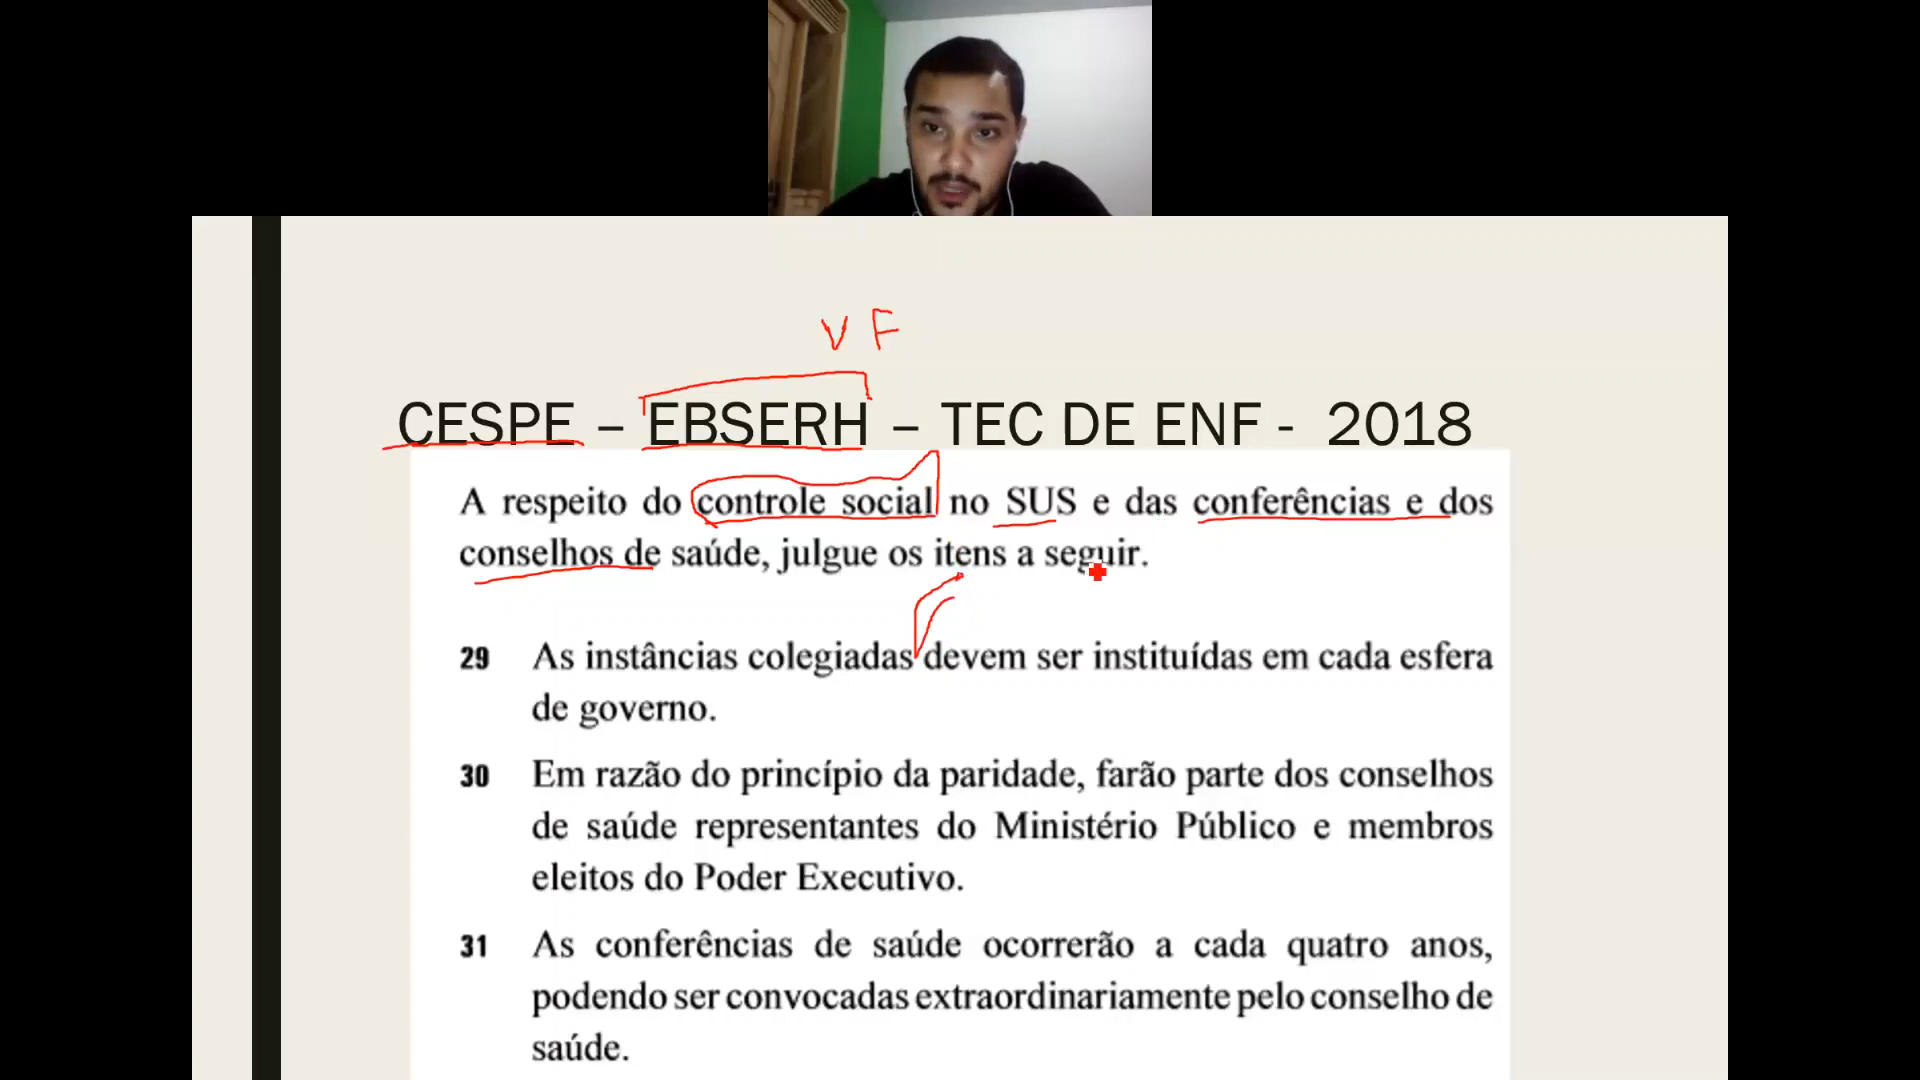 V F
CESPE – EBSERH – TEC DE ENF - 2018
A respeito do controle social no SUS e das conferências e dos
conselhos de saúde, julgue os itens a seguir.
29 As instâncias colegiadas devem ser instituídas em cada esfera
de governo.
30 Em razão do princípio da paridade, farão parte dos conselhos
de saúde representantes do Ministério Público e membros
eleitos do Poder Executivo.
31 As conferências de saúde ocorrerão a cada quatro anos,
podendo ser convocadas extraordinariamente pelo conselho de
saúde.